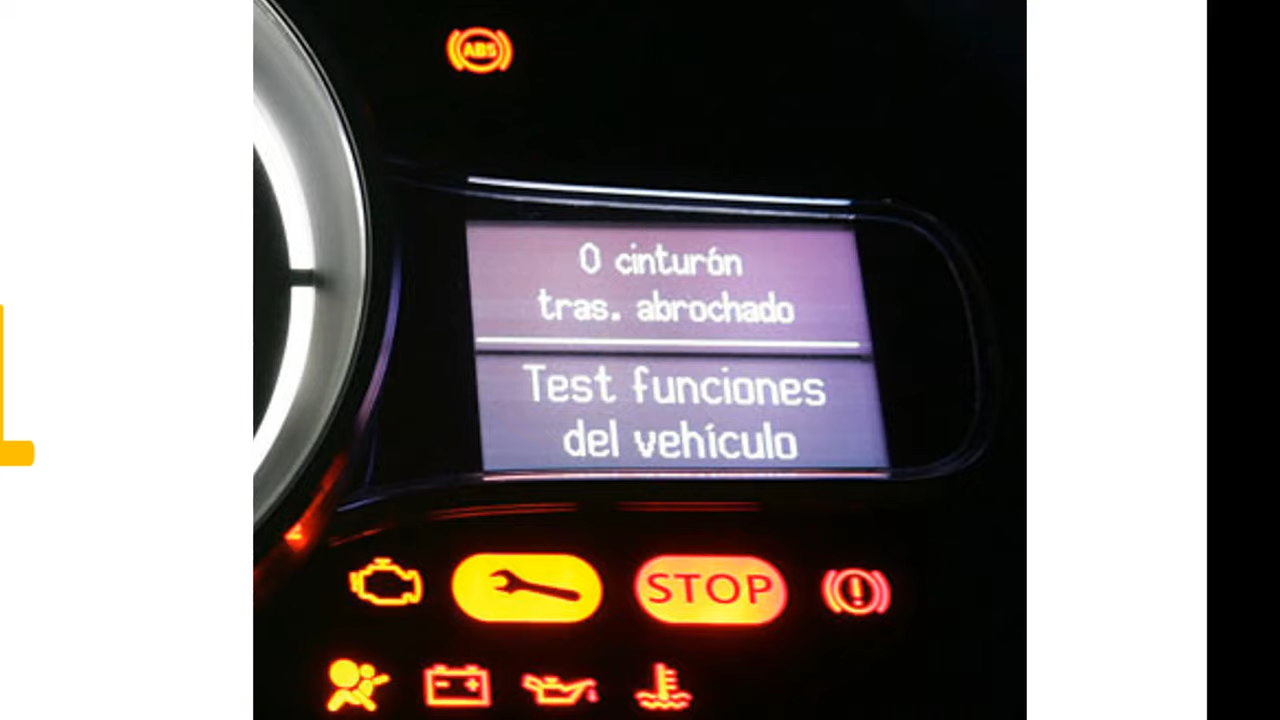 ABS
0 cinturón
tras. abrochado
Test funciones
del vehículo
STOP